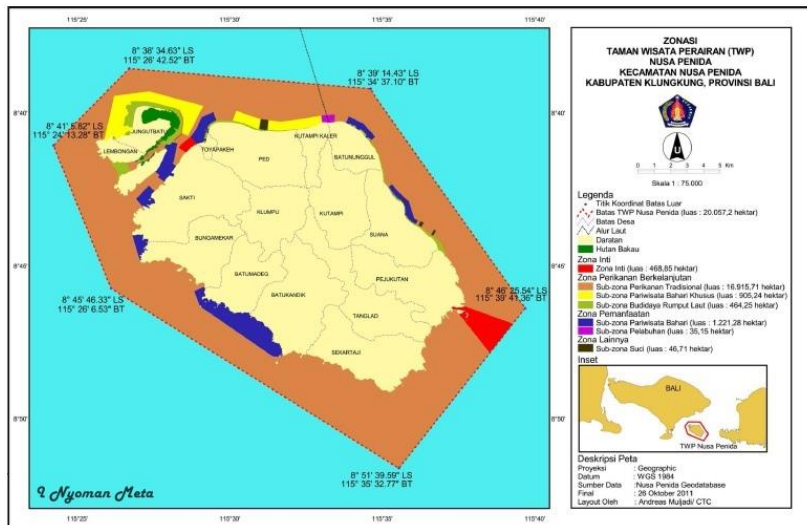 115°25'
115°30'
115°35'
115°40'
8° 38' 34.63" LS
115° 26' 42.52" BT
8° 39' 14.43" LS
115° 34' 37.10" BT
8°40'
8° 41' 5.82" LS
115° 24' 13.28" BT
JUNGUTBATU
LEMBONGAN
TOYAPAKEH
PED
KUTAMPI KALER
BATUNUNGGUL
SAKTI
KLUMPU
KUTAMPI
SUANA
BUNGAMEKAR
BATUMADEG
PEJUKUTAN
BATUKANDIK
TANGLAD
SEKARTAJI
8°45'
8° 45' 46.33" LS
115° 26' 6.53" BT
8° 46' 25.54" LS
115° 39' 41.36" BT
8°50'
8° 51' 39.59" LS
115° 35' 32.77" BT
I Nyoman Meta
115°25'
115°30'
115°35'
115°40'
ZONASI
TAMAN WISATA PERAIRAN (TWP)
NUSA PENIDA
KECAMATAN NUSA PENIDA
KABUPATEN KLUNGKUNG, PROVINSI BALI
U
Skala 1 : 75.000
Legenda
Titik Koordinat Batas Luar
Batas TWP Nusa Penida (luas : 20.057,2 hektar)
Batas Desa
Alur Laut
Daratan
Hutan Bakau
Zona Inti
Zona Inti (luas : 468,85 hektar)
Zona Perikanan Berkelanjutan
Sub-zona Perikanan Tradisional (luas : 16.915,71 hektar)
Sub-zona Pariwisata Bahari Khusus (luas : 905,24 hektar)
Sub-zona Budidaya Rumput Laut (luas : 464,25 hektar)
Zona Pemanfaatan
Sub-zona Pariwisata Bahari (luas : 1.221,28 hektar)
Sub-zona Pelabuhan (luas : 35,15 hektar)
Zona Lainnya
Sub-zona Suci (luas : 46,71 hektar)
Inset
BALI
TWP Nusa Penida
Deskripsi Peta
Proyeksi : Geographic
Datum : WGS 1984
Sumber Data : Nusa Penida Geodatabase
Final : 26 Oktober 2011
Layout Oleh : Andreas Muljadi/ CTC